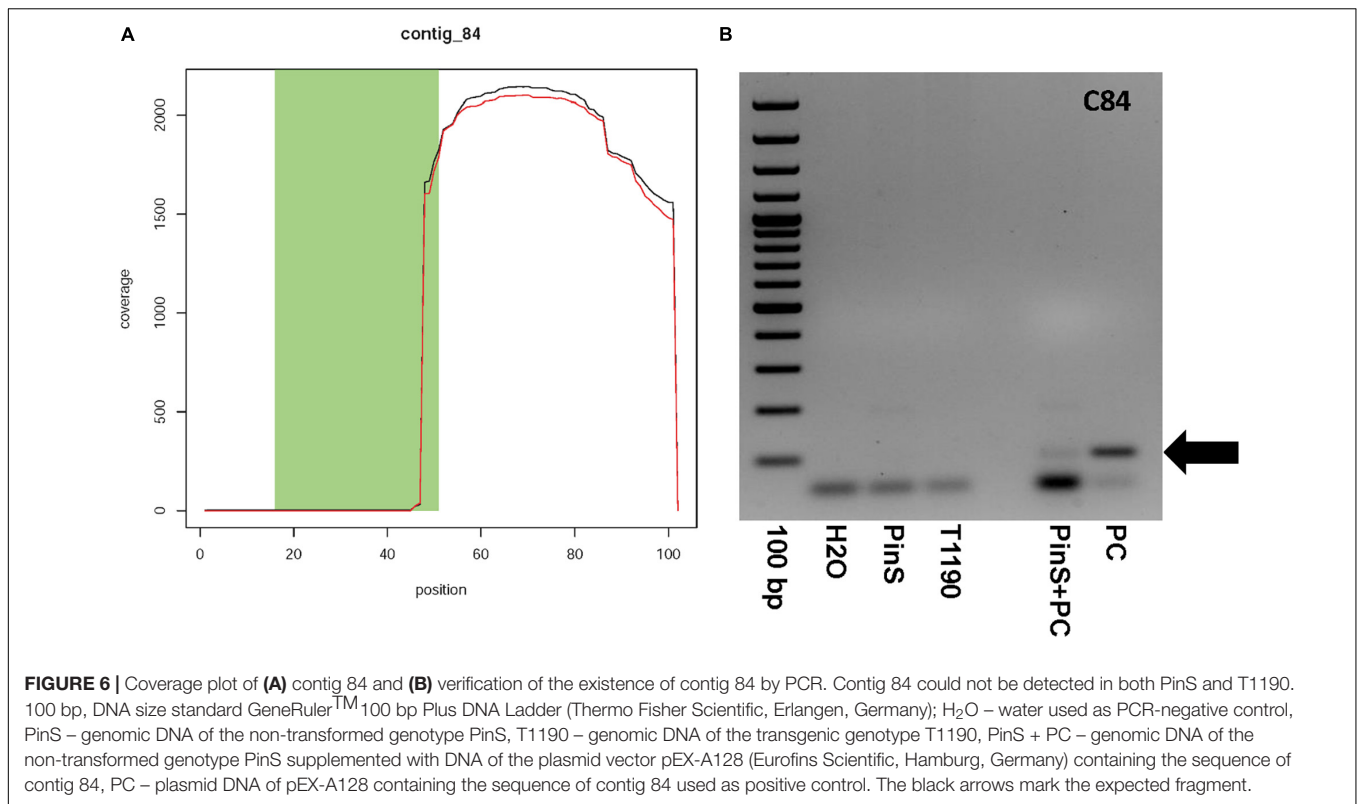 A
contig_84
coverage
0
500
1000
1500
2000
0 20 40 60 80 100
position
B
C84
100 bp
H2O
PinS
T1190
PinS+PC
PC
FIGURE 6 | Coverage plot of (A) contig 84 and (B) verification of the existence of contig 84 by PCR. Contig 84 could not be detected in both PinS and T1190.
100 bp, DNA size standard GeneRuler™ 100 bp Plus DNA Ladder (Thermo Fisher Scientific, Erlangen, Germany); H₂O – water used as PCR-negative control,
PinS – genomic DNA of the non-transformed genotype PinS, T1190 – genomic DNA of the transgenic genotype T1190, PinS + PC – genomic DNA of the
non-transformed genotype PinS supplemented with DNA of the plasmid vector pEX-A128 (Eurofins Scientific, Hamburg, Germany) containing the sequence of
contig 84, PC – plasmid DNA of pEX-A128 containing the sequence of contig 84 used as positive control. The black arrows mark the expected fragment.